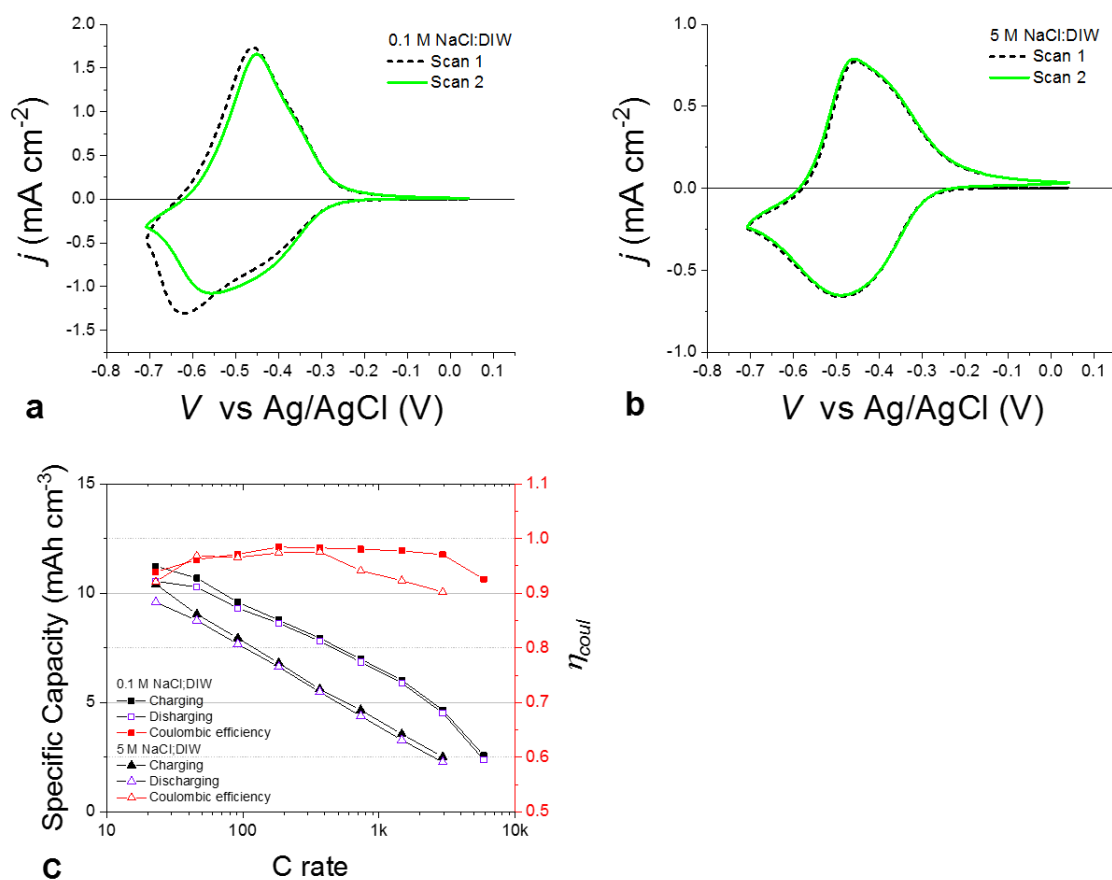 2.0
1.5
1.0
0.5
0.0
-0.5
-1.0
-1.5
j (mA cm-2)
0.1 M NaCl:DIW
Scan 1
Scan 2
-0.8 -0.7 -0.6 -0.5 -0.4 -0.3 -0.2 -0.1 0.0 0.1
V vs Ag/AgCl (V)
a
1.0
0.5
0.0
-0.5
-1.0
j (mA cm-2)
5 M NaCl:DIW
Scan 1
Scan 2
-0.8 -0.7 -0.6 -0.5 -0.4 -0.3 -0.2 -0.1 0.0 0.1
V vs Ag/AgCl (V)
b
15
10
5
0
Specific Capacity (mAh cm-3)
0.1 M NaCl;DIW
Charging
Disharging
Coulombic efficiency
5 M NaCl;DIW
Charging
Discharging
Coulombic efficiency
1.1
1.0
0.9
0.8
0.7
0.6
0.5
ηcoul
10 100 1k 10k
C rate
c